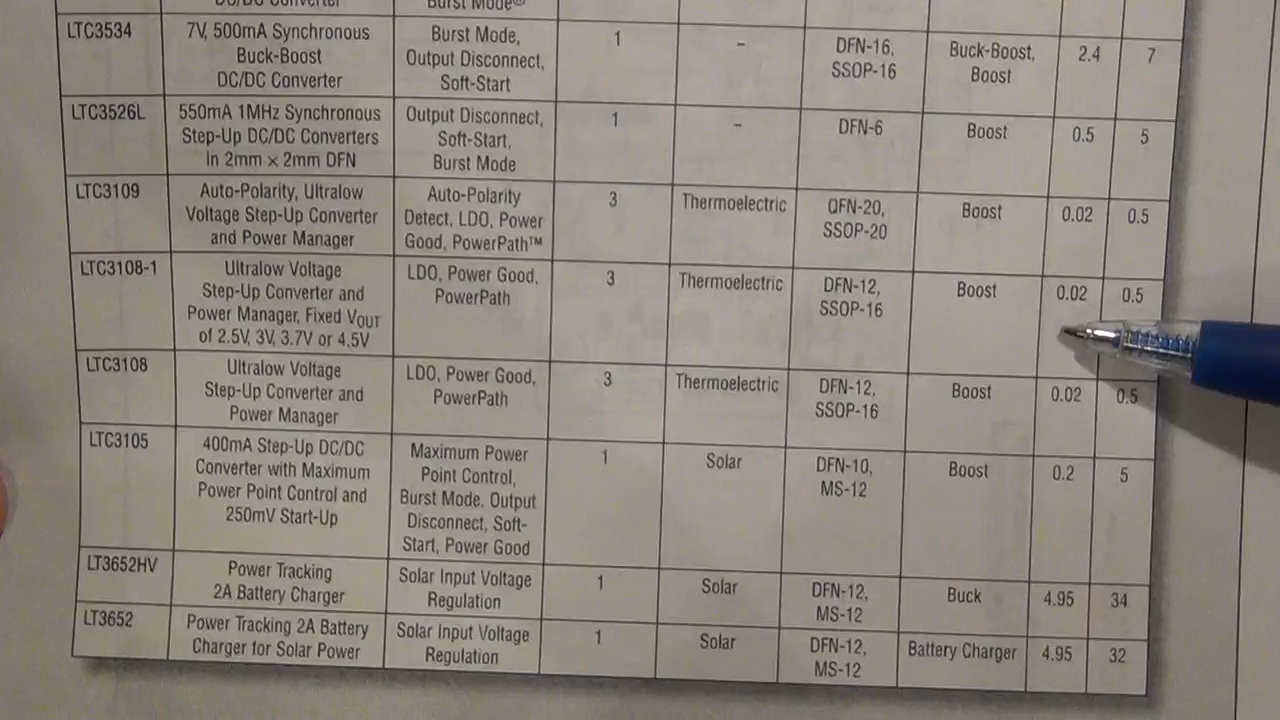 DC/DC Converter
Burst Mode®
LTC3534
7V, 500mA Synchronous
Buck-Boost
DC/DC Converter
Burst Mode,
Output Disconnect,
Soft-Start
1
–
DFN-16,
SSOP-16
Buck-Boost,
Boost
2.4
7
LTC3526L
550mA 1MHz Synchronous
Step-Up DC/DC Converters
in 2mm × 2mm DFN
Output Disconnect,
Soft-Start,
Burst Mode
1
–
DFN-6
Boost
0.5
5
LTC3109
Auto-Polarity, Ultralow
Voltage Step-Up Converter
and Power Manager
Auto-Polarity
Detect, LDO, Power
Good, PowerPath™
3
Thermoelectric
QFN-20,
SSOP-20
Boost
0.02
0.5
LTC3108-1
Ultralow Voltage
Step-Up Converter and
Power Manager, Fixed VOUT
of 2.5V, 3V, 3.7V or 4.5V
LDO, Power Good,
PowerPath
3
Thermoelectric
DFN-12,
SSOP-16
Boost
0.02
0.5
LTC3108
Ultralow Voltage
Step-Up Converter and
Power Manager
LDO, Power Good,
PowerPath
3
Thermoelectric
DFN-12,
SSOP-16
Boost
0.02
0.5
LTC3105
400mA Step-Up DC/DC
Converter with Maximum
Power Point Control and
250mV Start-Up
Maximum Power
Point Control,
Burst Mode, Output
Disconnect, Soft-
Start, Power Good
1
Solar
DFN-10,
MS-12
Boost
0.2
5
LT3652HV
Power Tracking
2A Battery Charger
Solar Input Voltage
Regulation
1
Solar
DFN-12,
MS-12
Buck
4.95
34
LT3652
Power Tracking 2A Battery
Charger for Solar Power
Solar Input Voltage
Regulation
1
Solar
DFN-12,
MS-12
Battery Charger
4.95
32